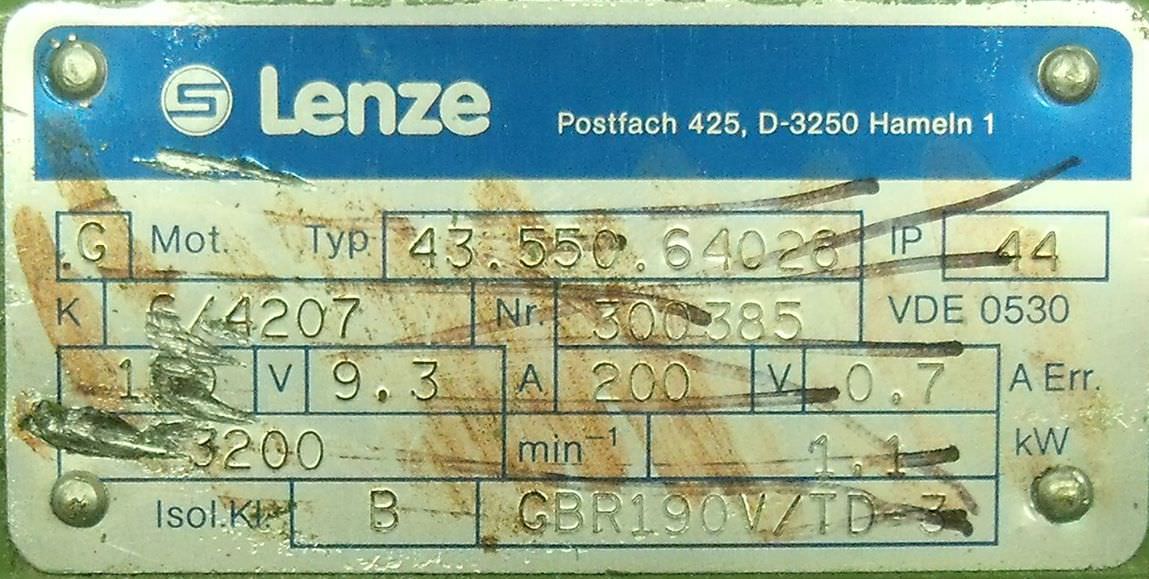 Lenze
Postfach 425, D-3250 Hameln 1
G Mot. Typ 43.550.64028 IP 44
K 6/4207 Nr. 300385 VDE 0530
V 9.3 A 200 V 0.7 A Err.
3200 min⁻¹ 1.1 kW
Isol.Kl. B GBR190V/TD-3